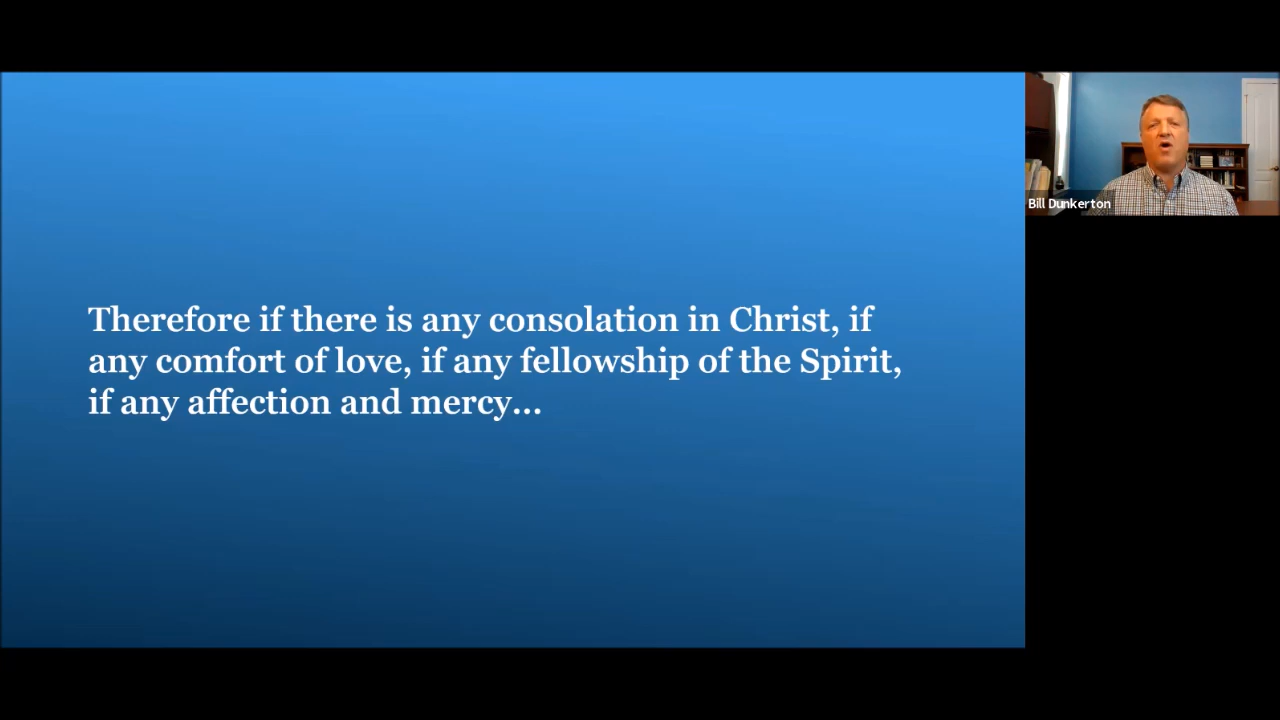 Therefore if there is any consolation in Christ, if
any comfort of love, if any fellowship of the Spirit,
if any affection and mercy...
Bill Dunkerton